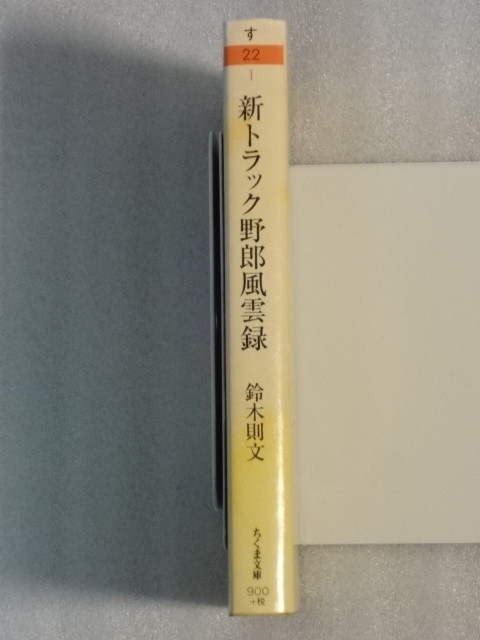 す
22
1
新トラック野郎風雲録
鈴木則文
ちくま文庫
900
+税